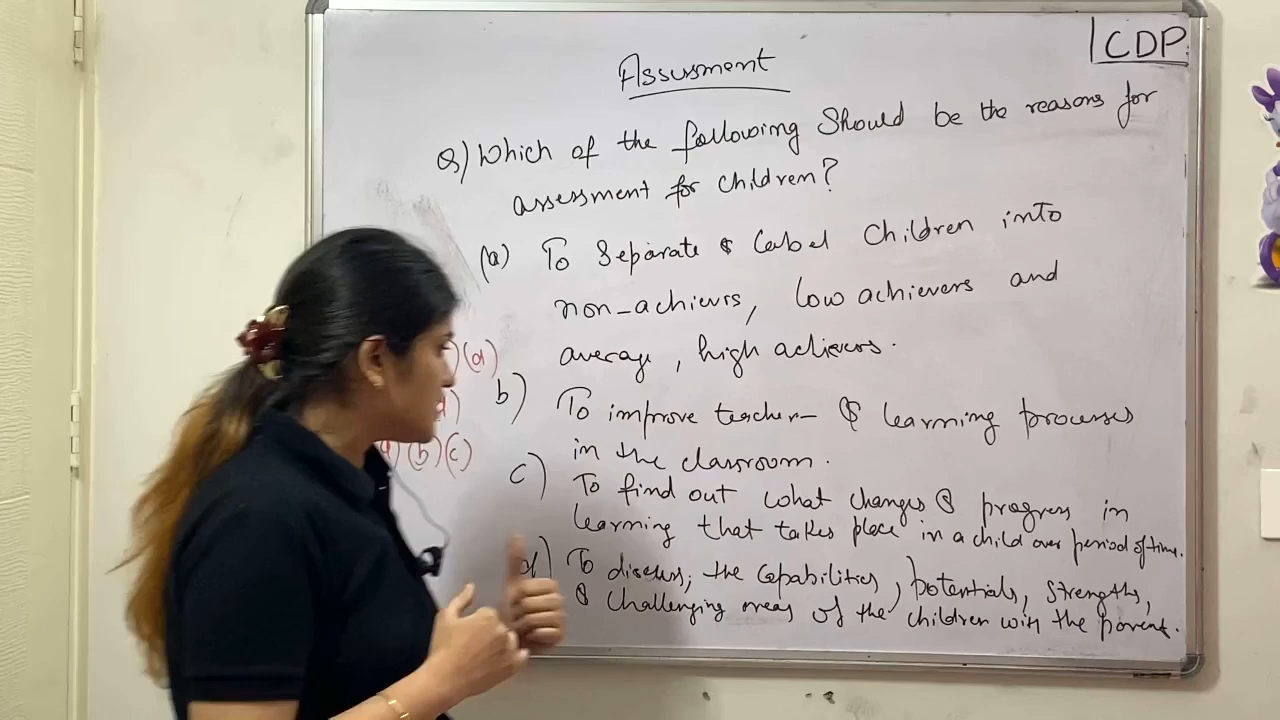 CDP
Assusment
Q) Which of the following Should be the reasons for
assessment for children?
(a) To Separate & Label Children into
non-achievrs, low achievers and
average, high achievers.
b) To improve teacher- & learning processes
in the classroom.
c) To find out what changes & progress in
learning that takes place in a child over period of time.
d) To discuss; the Capabilities, potentials, strengths,
& challenging areas of the children with the parent.
(d)
d)
(b) (c)